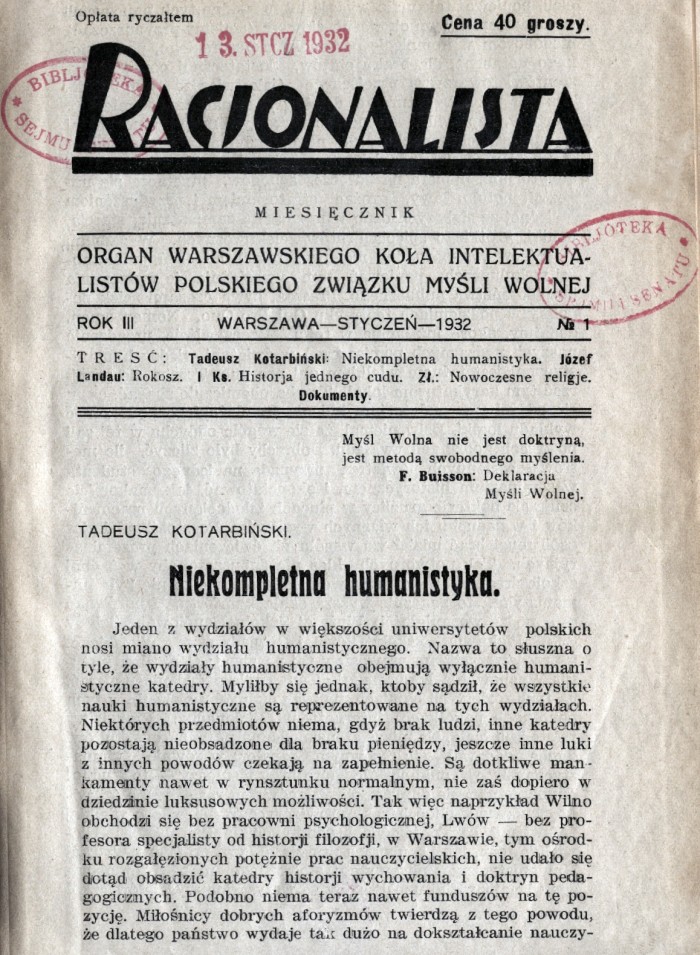 Opłata ryczałtem
Cena 40 groszy.
13. STCZ 1932
BIBLJOTEKA
SEJMU
RACJONALISTA
MIESIĘCZNIK
BIBLJOTEKA
SEJMU I SENATU
ORGAN WARSZAWSKIEGO KOŁA INTELEKTUA-
LISTÓW POLSKIEGO ZWIĄZKU MYŚLI WOLNEJ
ROK III WARSZAWA—STYCZEŃ—1932 № 1
TREŚĆ: Tadeusz Kotarbiński: Niekompletna humanistyka. Józef
Landau: Rokosz. I Ks. Historja jednego cudu. Zł.: Nowoczesne religje.
Dokumenty.
Myśl Wolna nie jest doktryną,
jest metodą swobodnego myślenia.
F. Buisson: Deklaracja
Myśli Wolnej.
TADEUSZ KOTARBIŃSKI.
Niekompletna humanistyka.
Jeden z wydziałów w większości uniwersytetów polskich
nosi miano wydziału humanistycznego. Nazwa to słuszna o
tyle, że wydziały humanistyczne obejmują wyłącznie humani-
styczne katedry. Myliłby się jednak, ktoby sądził, że wszystkie
nauki humanistyczne są reprezentowane na tych wydziałach.
Niektórych przedmiotów niema, gdyż brak ludzi, inne katedry
pozostają nieobsadzone dla braku pieniędzy, jeszcze inne luki
z innych powodów czekają na zapełnienie. Są dotkliwe man-
kamenty nawet w rynsztunku normalnym, nie zaś dopiero w
dziedzinie luksusowych możliwości. Tak więc naprzykład Wilno
obchodzi się bez pracowni psychologicznej, Lwów — bez pro-
fesora specjalisty od historji filozofji, w Warszawie, tym ośrod-
ku rozgałęzionych potężnie prac nauczycielskich, nie udało się
dotąd obsadzić katedry historji wychowania i doktryn peda-
gogicznych. Podobno niema teraz nawet funduszów na tę po-
zycję. Miłośnicy dobrych aforyzmów twierdzą z tego powodu,
że dlatego państwo wydaje tak dużo na dokształcanie nauczy-